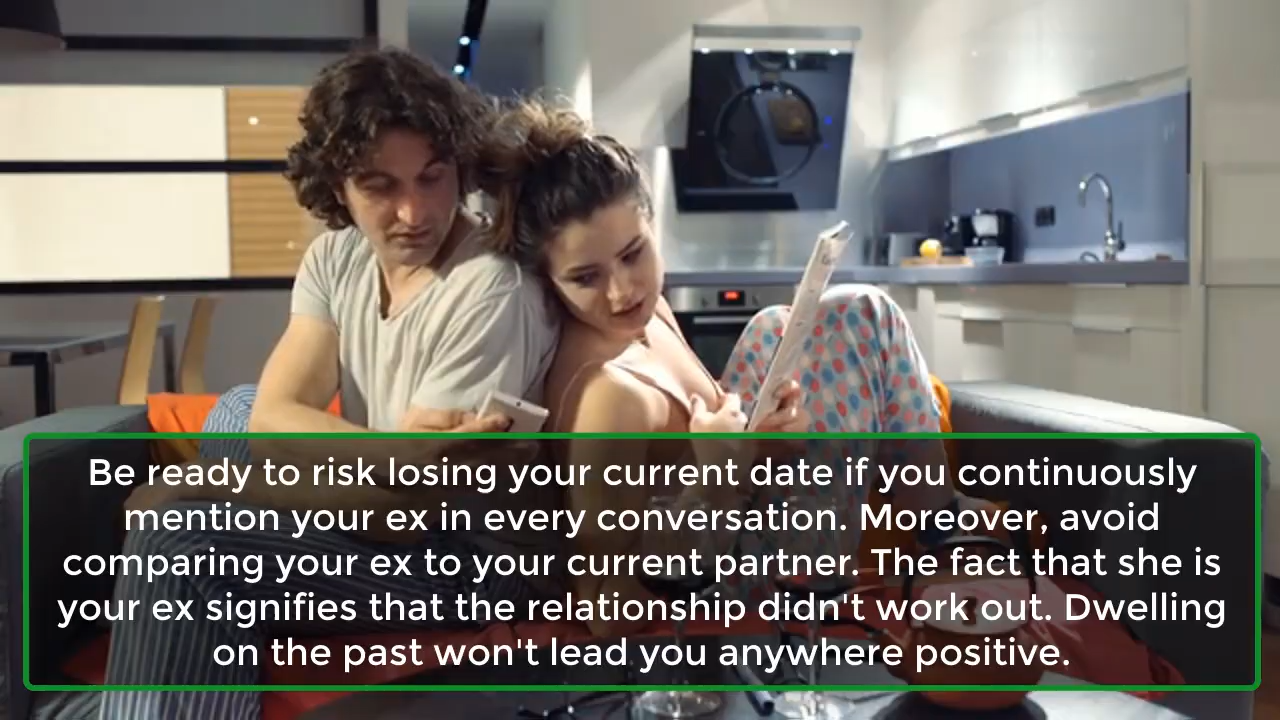 Be ready to risk losing your current date if you continuously
mention your ex in every conversation. Moreover, avoid
comparing your ex to your current partner. The fact that she is
your ex signifies that the relationship didn't work out. Dwelling
on the past won't lead you anywhere positive.